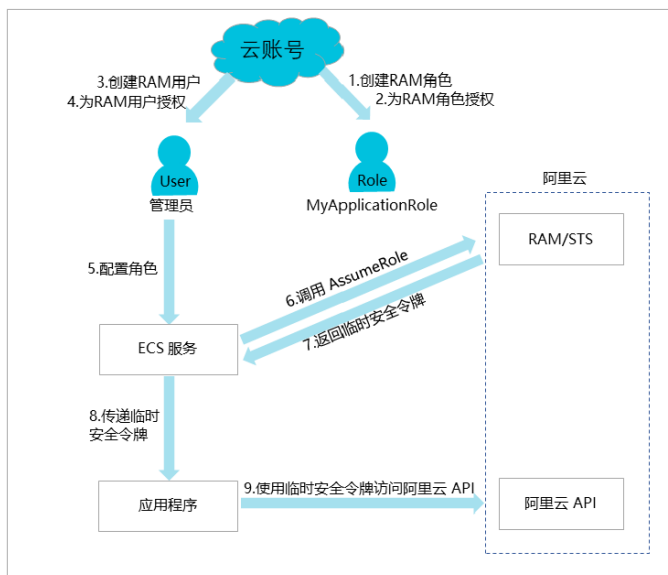 云账号
3.创建RAM用户
4.为RAM用户授权
1.创建RAM角色
2.为RAM角色授权
User
管理员
Role
MyApplicationRole
阿里云
RAM/STS
5.配置角色
6.调用 AssumeRole
7.返回临时安全令牌
ECS 服务
8.传递临时
安全令牌
应用程序
9.使用临时安全令牌访问阿里云 API
阿里云 API